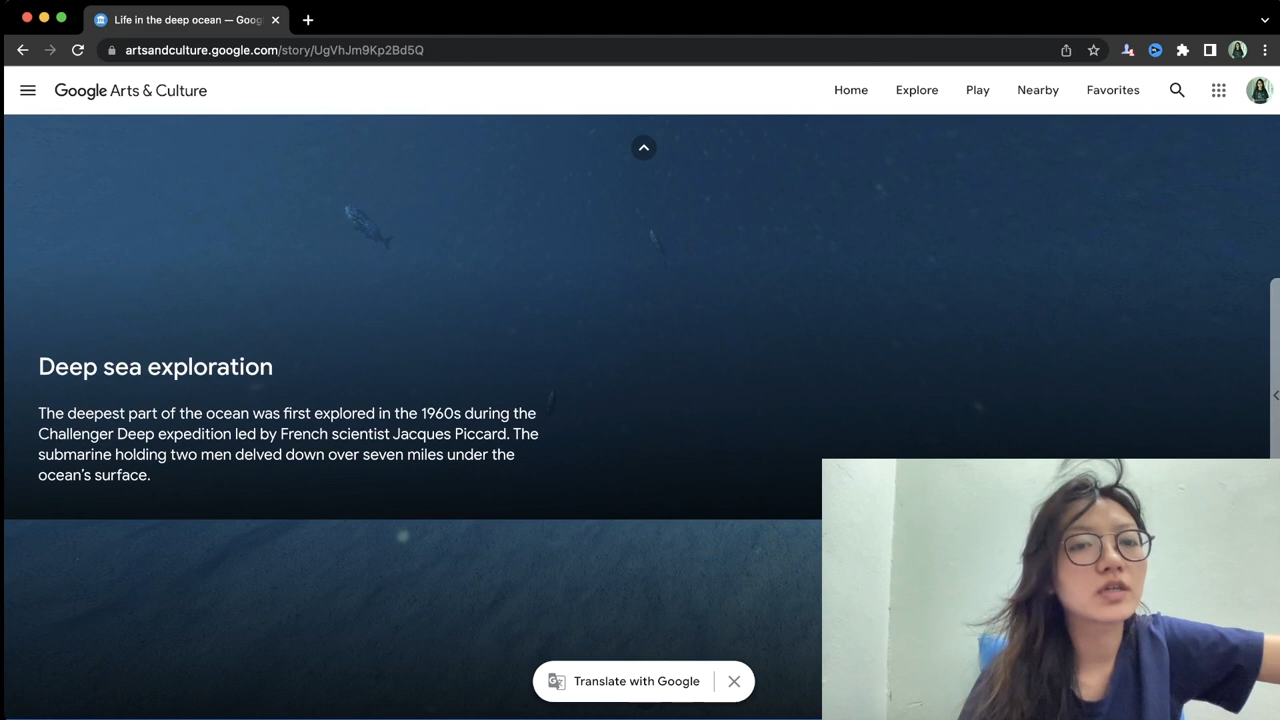 Life in the deep ocean — Goog
artsandculture.google.com/story/UgVhJm9Kp2Bd5Q
Google Arts & Culture
Home
Explore
Play
Nearby
Favorites
Deep sea exploration
The deepest part of the ocean was first explored in the 1960s during the
Challenger Deep expedition led by French scientist Jacques Piccard. The
submarine holding two men delved down over seven miles under the
ocean's surface.
Translate with Google